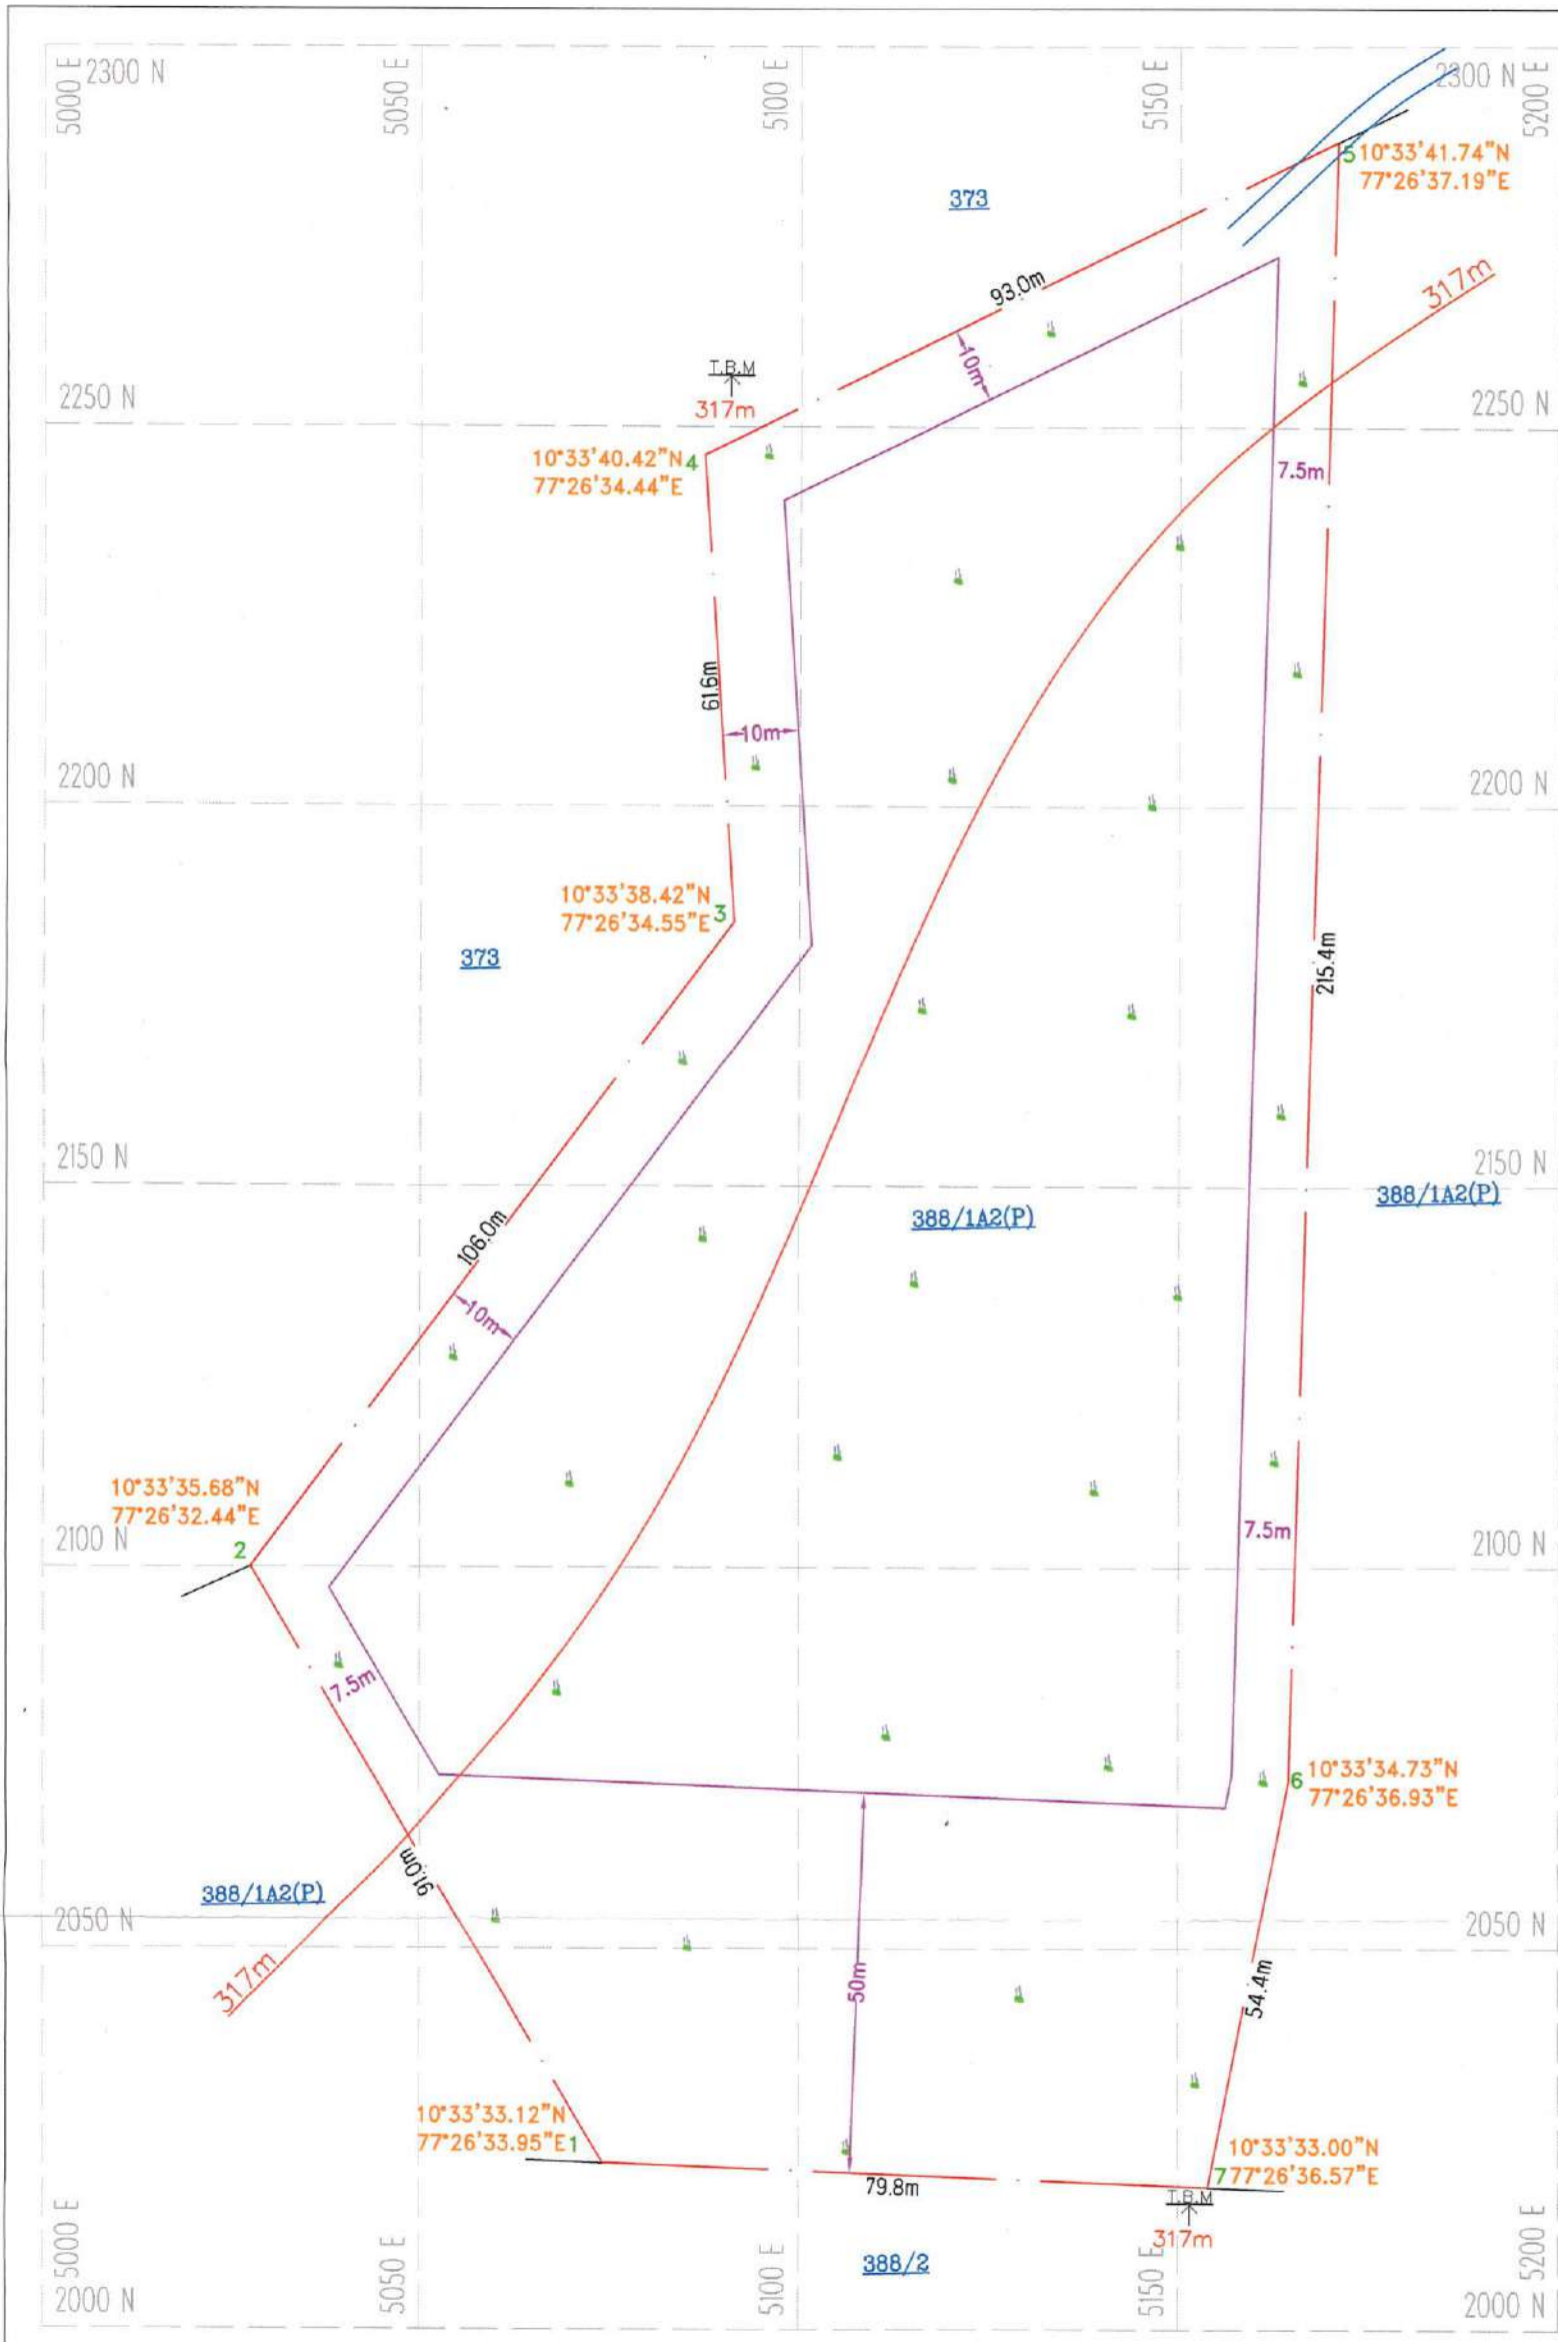 5000 E
2300 N
5050 E
5100 E
5150 E
2300 N
5200 E
5 10°33'41.74"N
77°26'37.19"E
373
93.0m
317m
10m
T.B.M
317m
2250 N
2250 N
10°33'40.42"N 4
77°26'34.44"E
7.5m
61.6m
10m
2200 N
2200 N
10°33'38.42"N
77°26'34.55"E 3
373
215.4m
2150 N
2150 N
388/1A2(P)
388/1A2(P)
106.0m
10m
10°33'35.68"N
77°26'32.44"E
2100 N
2
7.5m
2100 N
7.5m
6 10°33'34.73"N
77°26'36.93"E
91.0m
388/1A2(P)
2050 N
2050 N
317m
50m
54.4m
10°33'33.12"N
77°26'33.95"E 1
10°33'33.00"N
7 77°26'36.57"E
79.8m
T.B.M
317m
388/2
5000 E
2000 N
5050 E
5100 E
5150 E
5200 E
2000 N